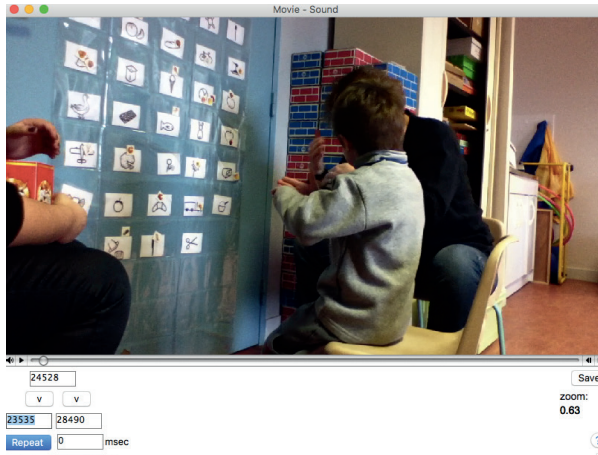 Movie - Sound
24528
Save
v v
zoom:
0.63
23535 28490
Repeat 0 msec
?